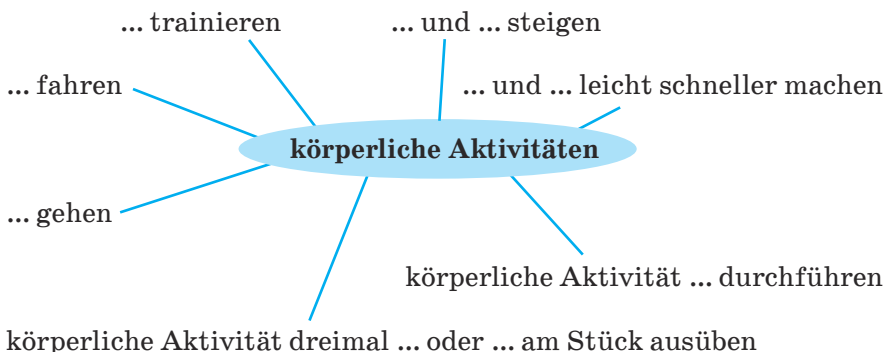 ... trainieren
... und ... steigen
... fahren
... und ... leicht schneller machen
körperliche Aktivitäten
... gehen
körperliche Aktivität ... durchführen
körperliche Aktivität dreimal ... oder ... am Stück ausüben